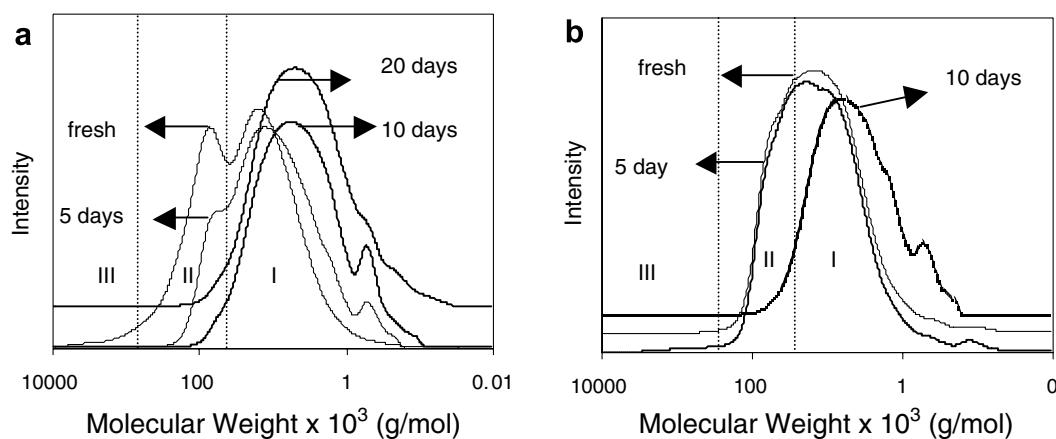 a
20 days
fresh
10 days
5 days
III
II
I
Intensity
10000
100
1
0.01
Molecular Weight x 10³ (g/mol)
b
fresh
10 days
5 day
III
II
I
Intensity
10000
100
1
0
Molecular Weight x 10³ (g/mol)